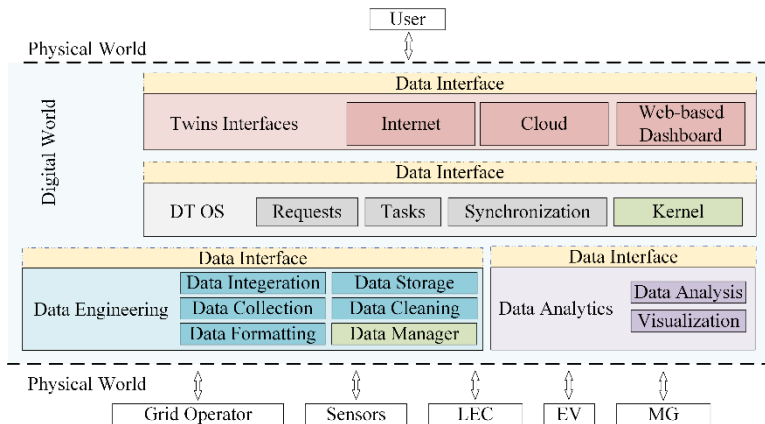 User
Physical World
Digital World
Data Interface
Twins Interfaces
Internet
Cloud
Web-based
Dashboard
Data Interface
DT OS
Requests
Tasks
Synchronization
Kernel
Data Interface
Data Engineering
Data Integeration
Data Storage
Data Collection
Data Cleaning
Data Formatting
Data Manager
Data Interface
Data Analytics
Data Analysis
Visualization
Physical World
Grid Operator
Sensors
LEC
EV
MG